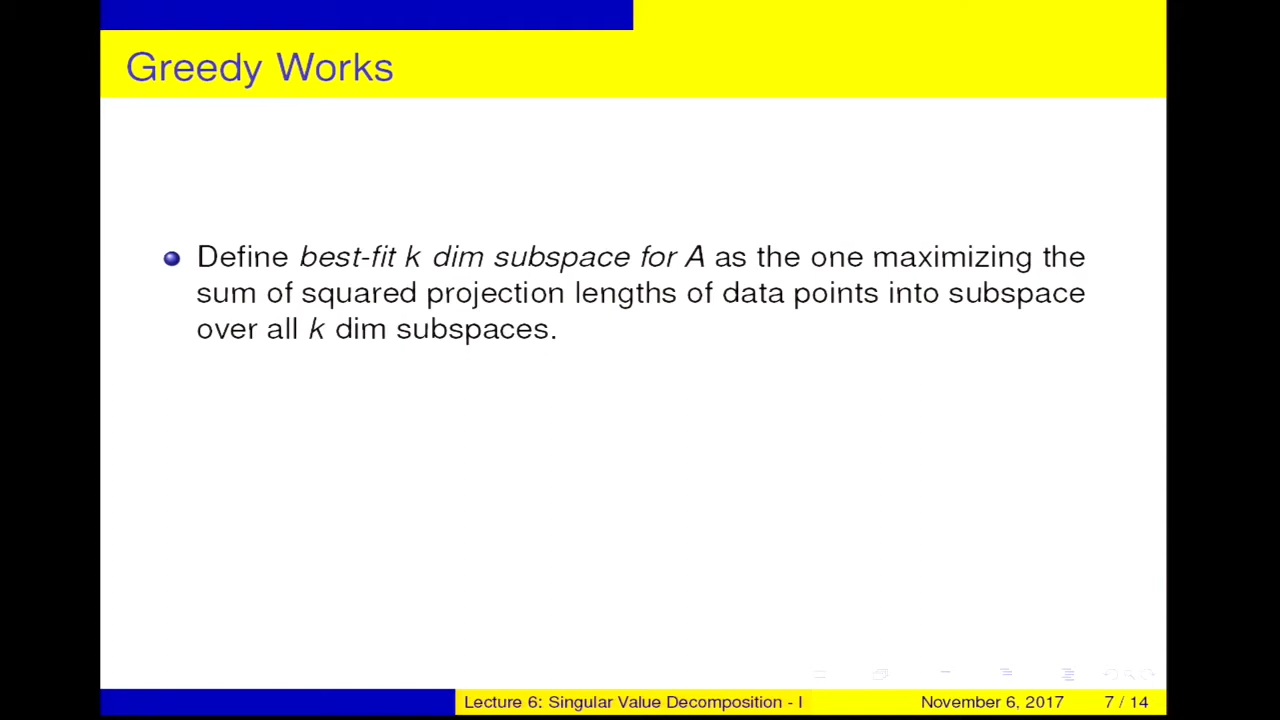 Greedy Works
Define best-fit k dim subspace for A as the one maximizing the
sum of squared projection lengths of data points into subspace
over all k dim subspaces.
Lecture 6: Singular Value Decomposition - I November 6, 2017 7 / 14